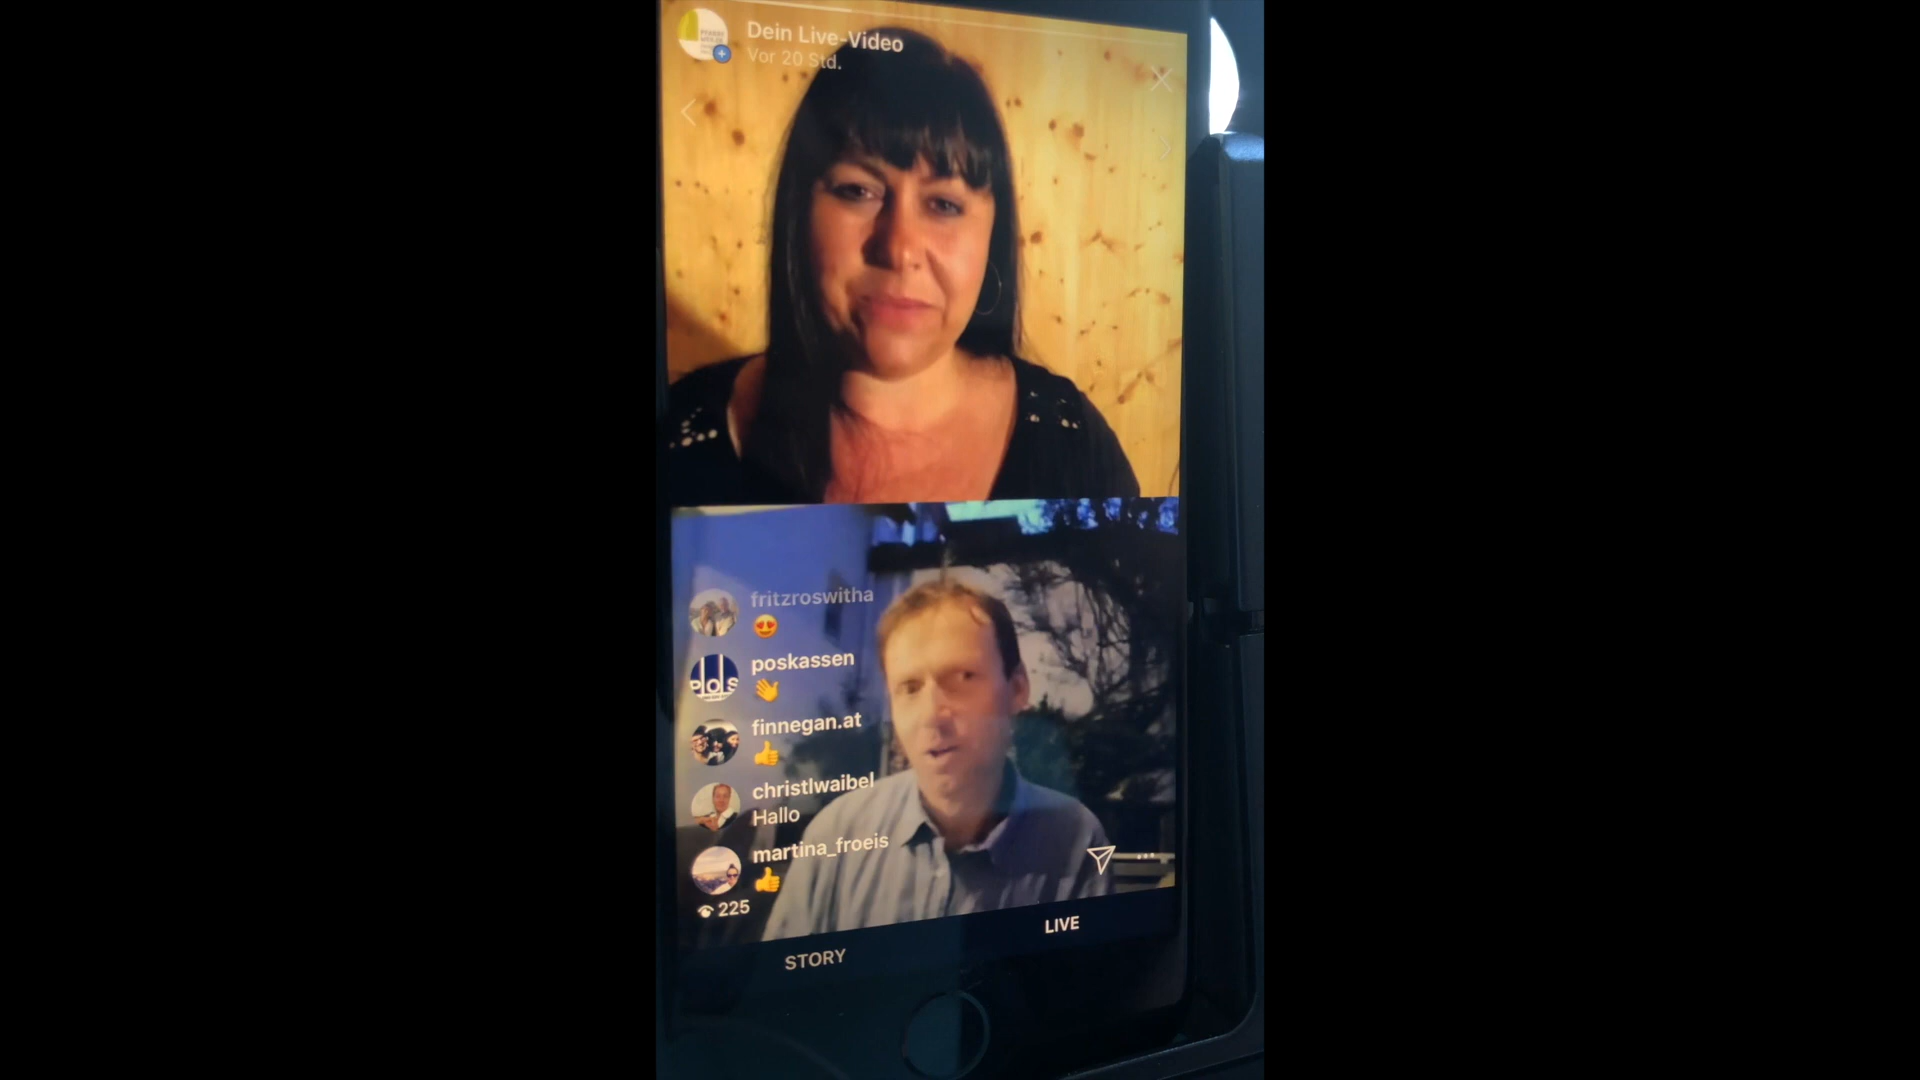 Dein Live-Video
Vor 20 Std.
fritzroswitha
poskassen
POS
finnegan.at
christlwaibel
Hallo
martina_froeis
225
LIVE
STORY